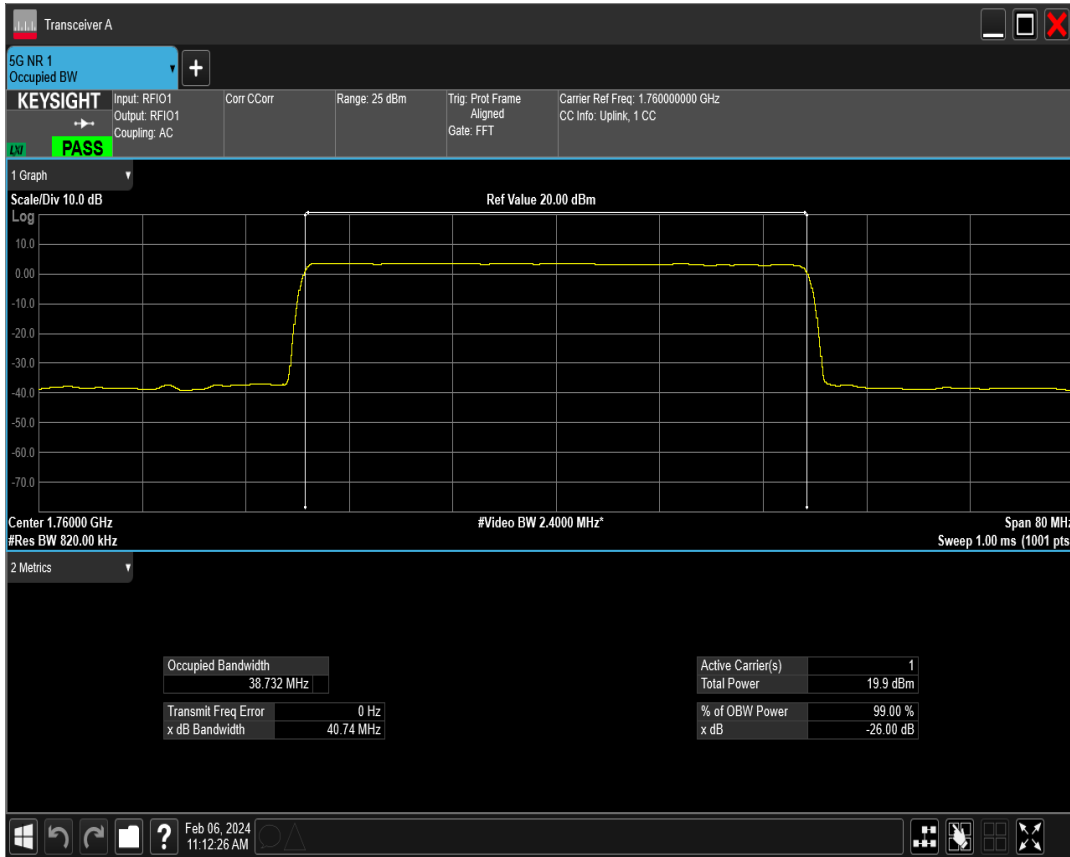 Transceiver A
5G NR 1
Occupied BW
KEYSIGHT
LXI
PASS
Input: RFIO1
Output: RFIO1
Coupling: AC
Corr CCorr
Range: 25 dBm
Trig: Prot Frame
Aligned
Gate: FFT
Carrier Ref Freq: 1.760000000 GHz
CC Info: Uplink, 1 CC
1 Graph
Scale/Div 10.0 dB
Ref Value 20.00 dBm
Log
10.0
0.00
-10.0
-20.0
-30.0
-40.0
-50.0
-60.0
-70.0
Center 1.76000 GHz
#Video BW 2.4000 MHz*
Span 80 MHz
#Res BW 820.00 kHz
Sweep 1.00 ms (1001 pts
2 Metrics
Occupied Bandwidth
38.732 MHz
Transmit Freq Error 0 Hz
x dB Bandwidth 40.74 MHz
Active Carrier(s) 1
Total Power 19.9 dBm
% of OBW Power 99.00 %
x dB -26.00 dB
?
Feb 06, 2024
11:12:26 AM